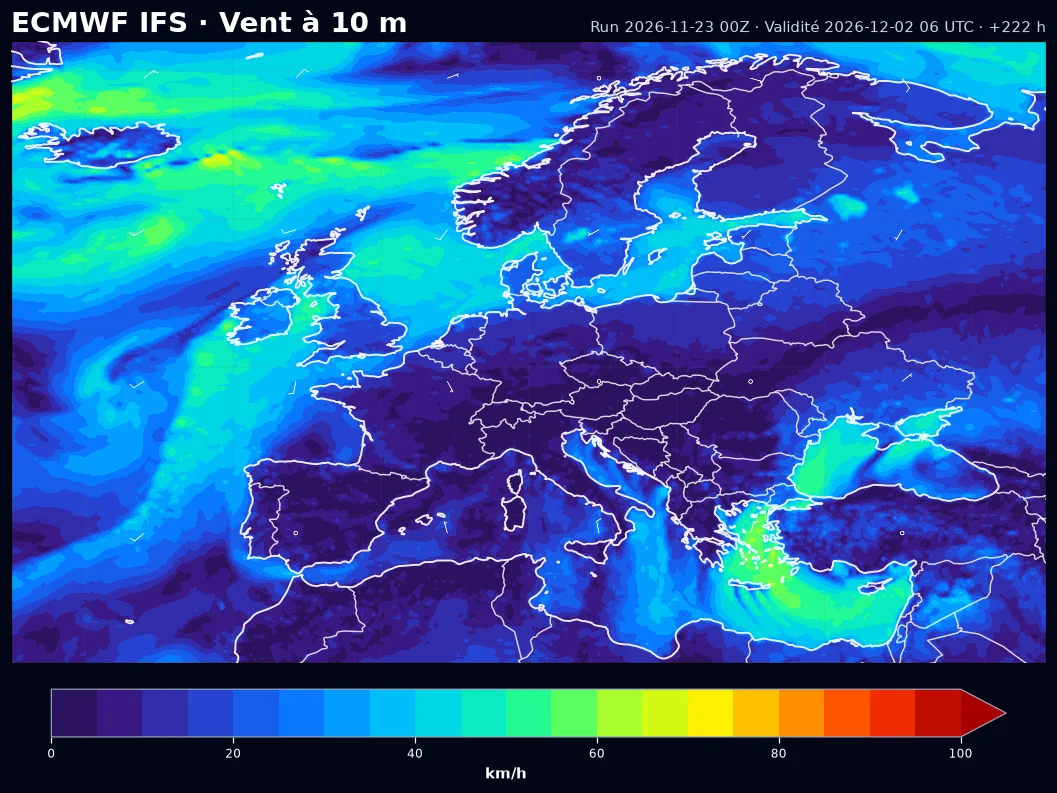 ECMWF IFS · Vent à 10 m
Run 2026-11-23 00Z · Validité 2026-12-02 06 UTC · +222 h
0 20 40 60 80 100
km/h